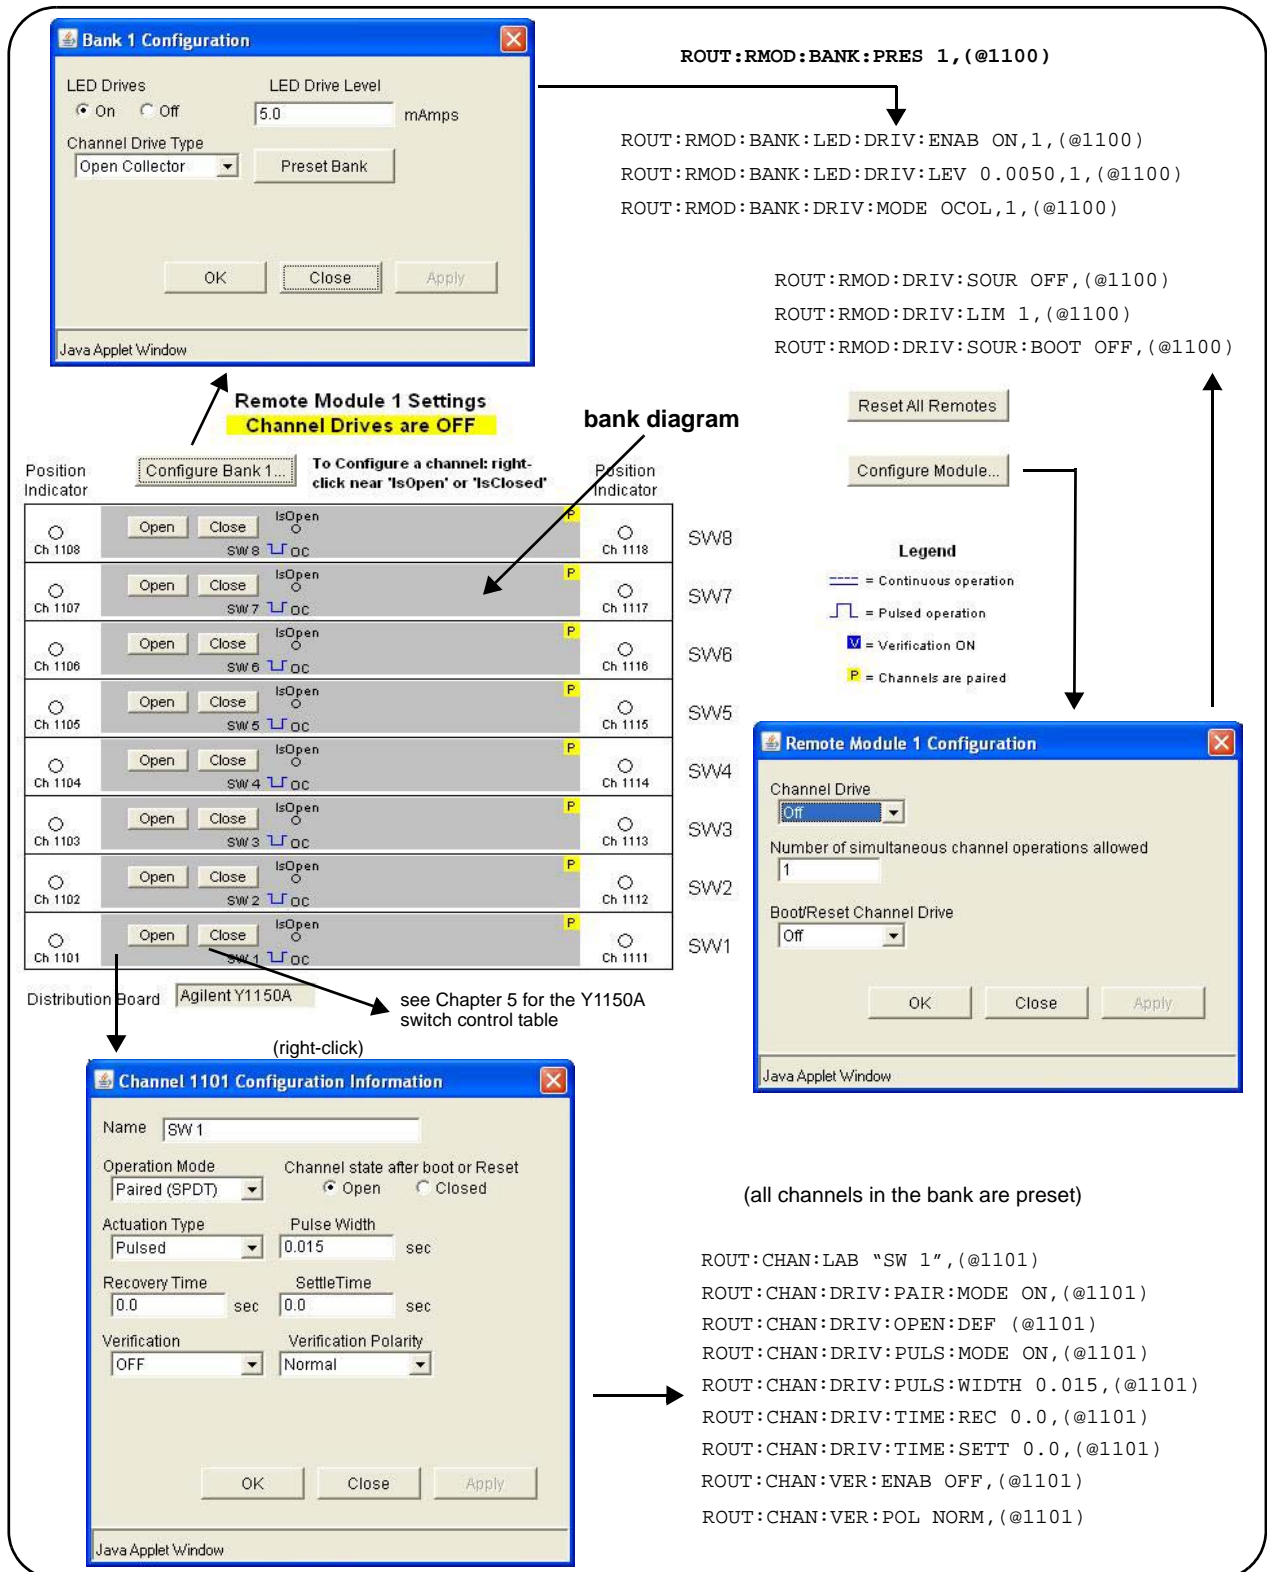 Bank 1 Configuration
LED Drives
On
Off
LED Drive Level
5.0
mAmps
Channel Drive Type
Open Collector
Preset Bank
OK
Close
Apply
Java Applet Window
ROUT:RMOD:BANK:PRES 1,(@1100)
ROUT:RMOD:BANK:LED:DRIV:ENAB ON,1,(@1100)
ROUT:RMOD:BANK:LED:DRIV:LEV 0.0050,1,(@1100)
ROUT:RMOD:BANK:DRIV:MODE OCOL,1,(@1100)
ROUT:RMOD:DRIV:SOUR OFF,(@1100)
ROUT:RMOD:DRIV:LIM 1,(@1100)
ROUT:RMOD:DRIV:SOUR:BOOT OFF,(@1100)
Remote Module 1 Settings
Channel Drives are OFF
bank diagram
Reset All Remotes
Position
Indicator
Configure Bank 1...
To Configure a channel: right-
click near 'IsOpen' or 'IsClosed'
Position
Indicator
Configure Module...
Ch 1108
Open
Close
IsOpen
SW 8
OC
P
Ch 1118
SW8
Ch 1107
Open
Close
IsOpen
SW 7
OC
P
Ch 1117
SW7
Ch 1106
Open
Close
IsOpen
SW 6
OC
P
Ch 1116
SW6
Ch 1105
Open
Close
IsOpen
SW 5
OC
P
Ch 1115
SW5
Ch 1104
Open
Close
IsOpen
SW 4
OC
P
Ch 1114
SW4
Ch 1103
Open
Close
IsOpen
SW 3
OC
P
Ch 1113
SW3
Ch 1102
Open
Close
IsOpen
SW 2
OC
P
Ch 1112
SW2
Ch 1101
Open
Close
IsOpen
SW 1
OC
P
Ch 1111
SW1
Legend
= Continuous operation
= Pulsed operation
V = Verification ON
P = Channels are paired
Remote Module 1 Configuration
Channel Drive
Off
Number of simultaneous channel operations allowed
1
Boot/Reset Channel Drive
Off
OK
Close
Apply
Java Applet Window
Distribution Board
Agilent Y1150A
see Chapter 5 for the Y1150A
switch control table
(right-click)
Channel 1101 Configuration Information
Name
SW 1
Operation Mode
Paired (SPDT)
Channel state after boot or Reset
Open
Closed
Actuation Type
Pulsed
Pulse Width
0.015
sec
Recovery Time
0.0
sec
SettleTime
0.0
sec
Verification
OFF
Verification Polarity
Normal
OK
Close
Apply
Java Applet Window
(all channels in the bank are preset)
ROUT:CHAN:LAB “SW 1”,(@1101)
ROUT:CHAN:DRIV:PAIR:MODE ON,(@1101)
ROUT:CHAN:DRIV:OPEN:DEF (@1101)
ROUT:CHAN:DRIV:PULS:MODE ON,(@1101)
ROUT:CHAN:DRIV:PULS:WIDTH 0.015,(@1101)
ROUT:CHAN:DRIV:TIME:REC 0.0,(@1101)
ROUT:CHAN:DRIV:TIME:SETT 0.0,(@1101)
ROUT:CHAN:VER:ENAB OFF,(@1101)
ROUT:CHAN:VER:POL NORM,(@1101)